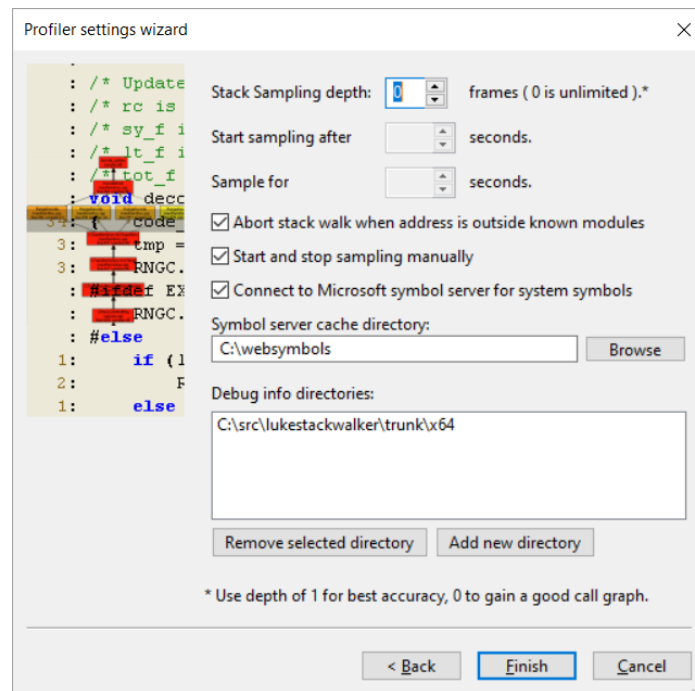 Profiler settings wizard
: /* Update
: /* rc is
: /* sy_f i
: /* lt_f i
: /* tot_f
: void deco
34: { code_
3: tmp =
3: RNGC.
: #ifdef EX
: RNGC.
: #else
1: if (l
2: R
1: else
Stack Sampling depth: 0 frames ( 0 is unlimited ).*
Start sampling after seconds.
Sample for seconds.
Abort stack walk when address is outside known modules
Start and stop sampling manually
Connect to Microsoft symbol server for system symbols
Symbol server cache directory:
C:\websymbols Browse
Debug info directories:
C:\src\lukestackwalker\trunk\x64
Remove selected directory Add new directory
* Use depth of 1 for best accuracy, 0 to gain a good call graph.
< Back Finish Cancel